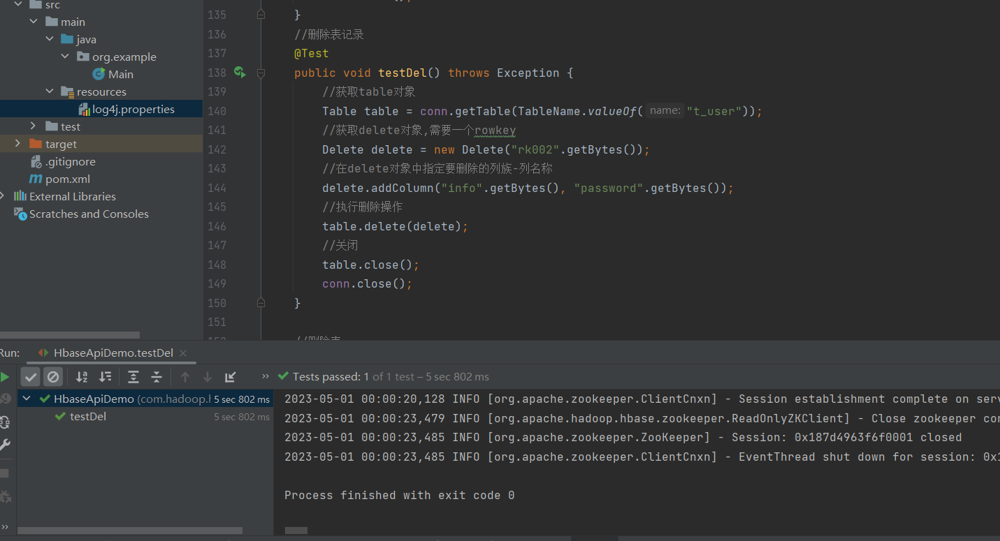 src
main
java
org.example
Main
resources
log4j.properties
test
target
.gitignore
pom.xml
External Libraries
Scratches and Consoles
135 }
136 //删除表记录
137 @Test
138 public void testDel() throws Exception {
139 //获取table对象
140 Table table = conn.getTable(TableName.valueOf( name: "t_user"));
141 //获取delete对象,需要一个rowkey
142 Delete delete = new Delete("rk002".getBytes());
143 //在delete对象中指定要删除的列族-列名称
144 delete.addColumn("info".getBytes(), "password".getBytes());
145 //执行删除操作
146 table.delete(delete);
147 //关闭
148 table.close();
149 conn.close();
150 }
151
Run: HbaseApiDemo.testDel
Tests passed: 1 of 1 test – 5 sec 802 ms
HbaseApiDemo (com.hadoop.h 5 sec 802 ms
testDel 5 sec 802 ms
2023-05-01 00:00:20,128 INFO [org.apache.zookeeper.ClientCnxn] - Session establishment complete on serv
2023-05-01 00:00:23,479 INFO [org.apache.hadoop.hbase.zookeeper.ReadOnlyZKClient] - Close zookeeper con
2023-05-01 00:00:23,485 INFO [org.apache.zookeeper.ZooKeeper] - Session: 0x187d4963f6f0001 closed
2023-05-01 00:00:23,485 INFO [org.apache.zookeeper.ClientCnxn] - EventThread shut down for session: 0x1
Process finished with exit code 0